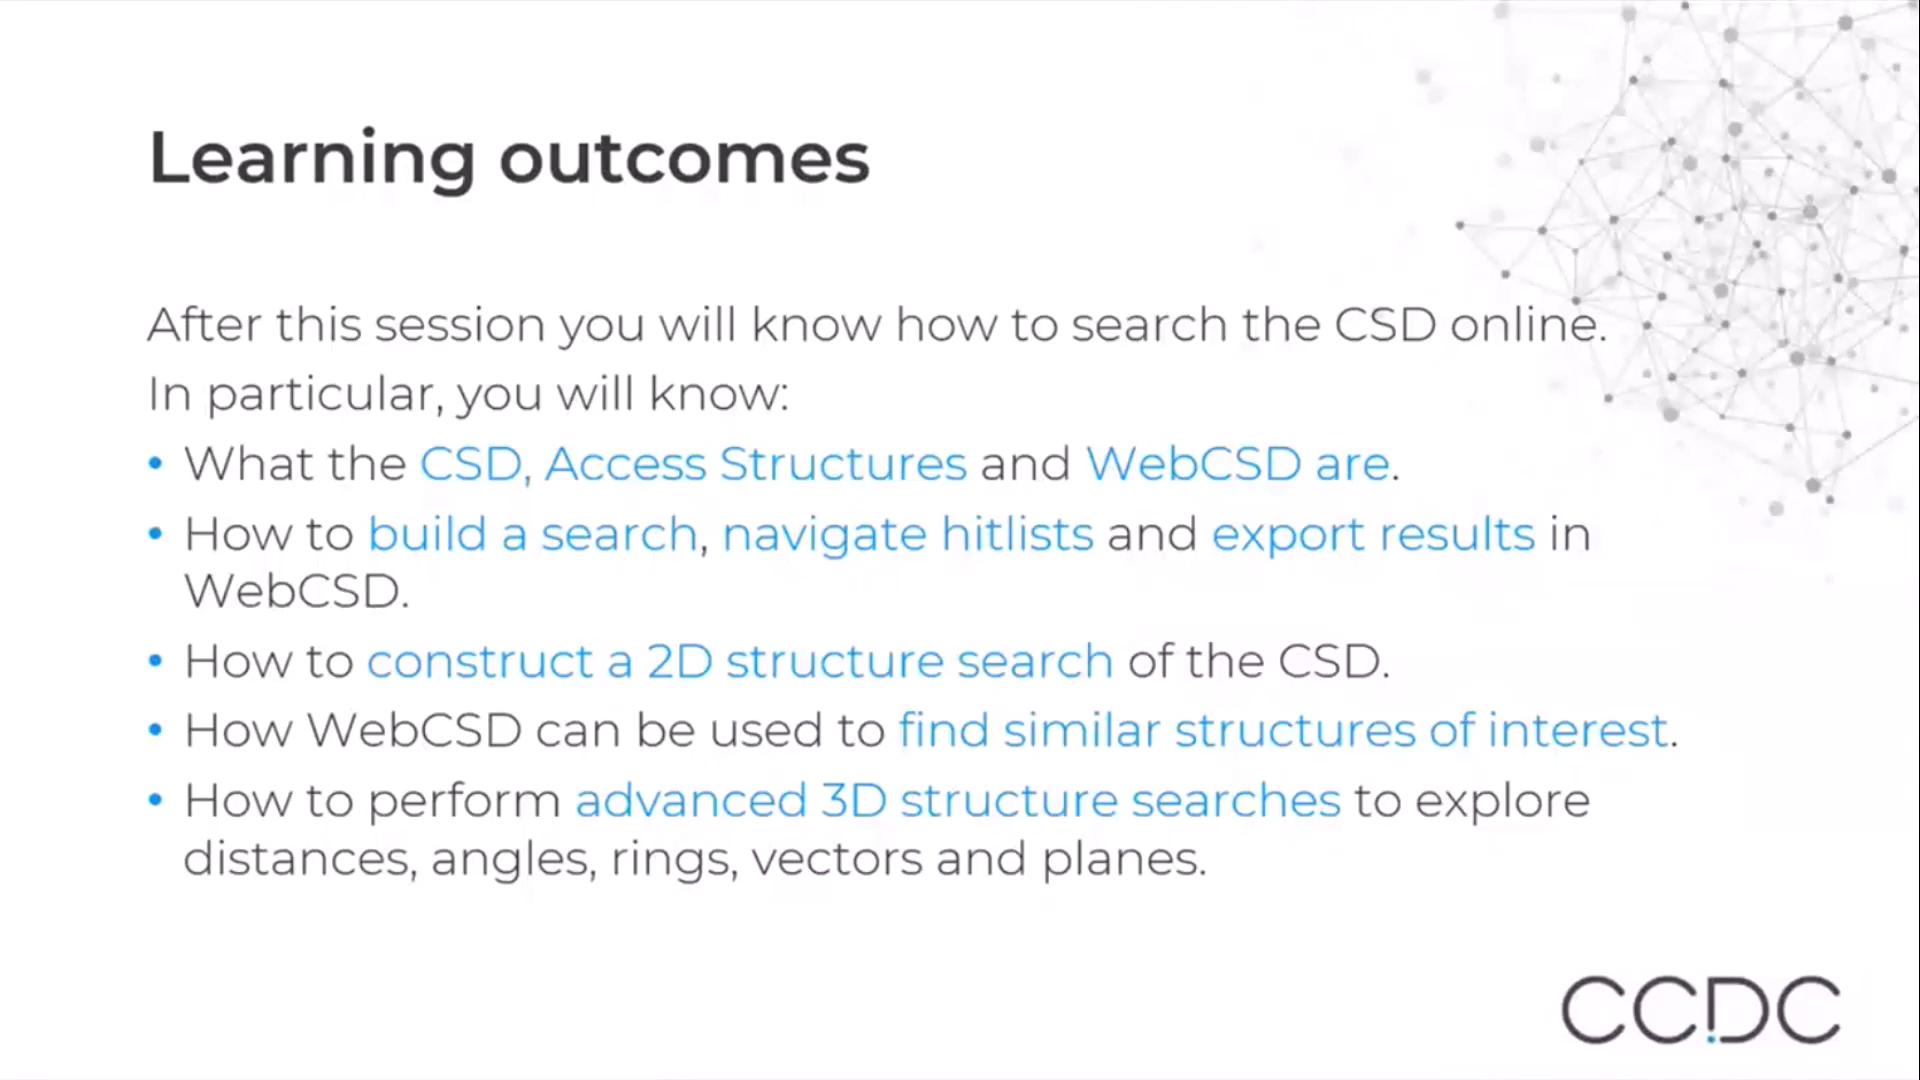 Learning outcomes
After this session you will know how to search the CSD online.
In particular, you will know:
• What the CSD, Access Structures and WebCSD are.
• How to build a search, navigate hitlists and export results in
WebCSD.
• How to construct a 2D structure search of the CSD.
• How WebCSD can be used to find similar structures of interest.
• How to perform advanced 3D structure searches to explore
distances, angles, rings, vectors and planes.
CCDC